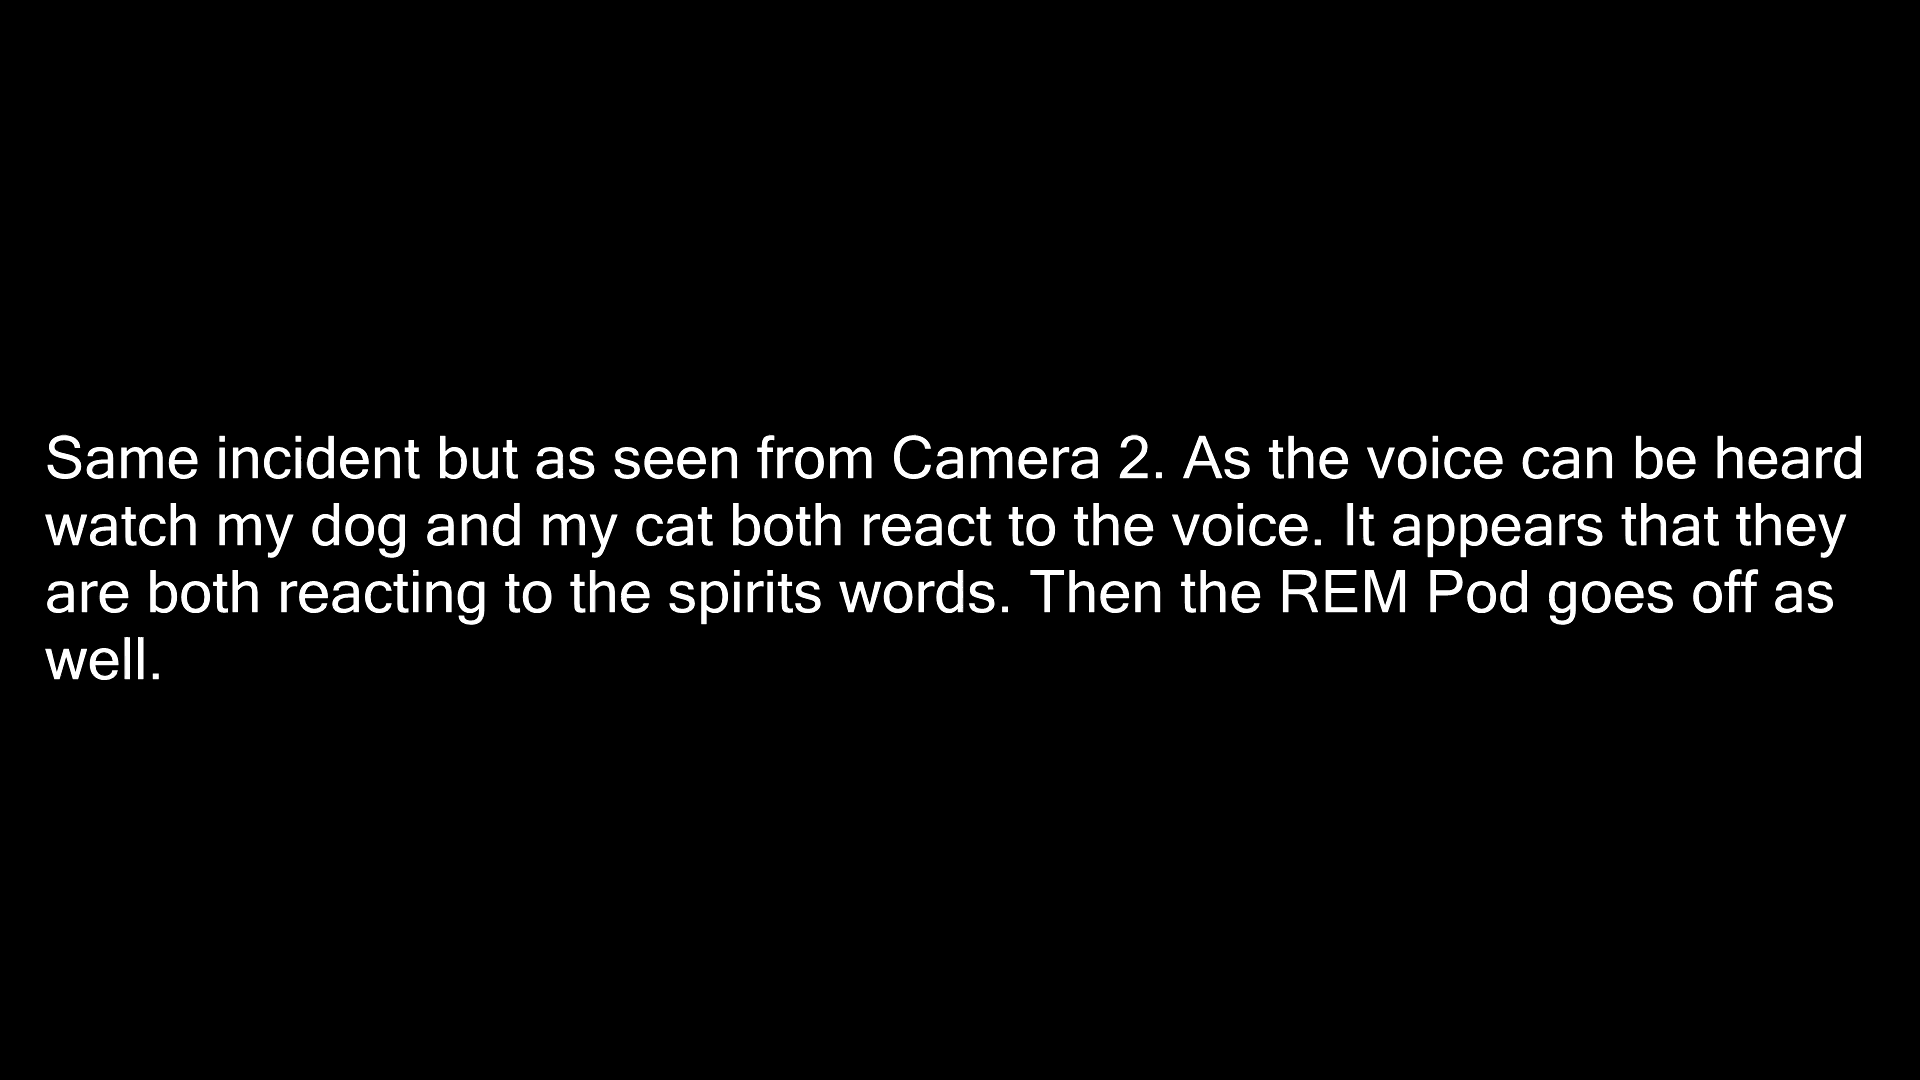 Same incident but as seen from Camera 2. As the voice can be heard
watch my dog and my cat both react to the voice. It appears that they
are both reacting to the spirits words. Then the REM Pod goes off as
well.